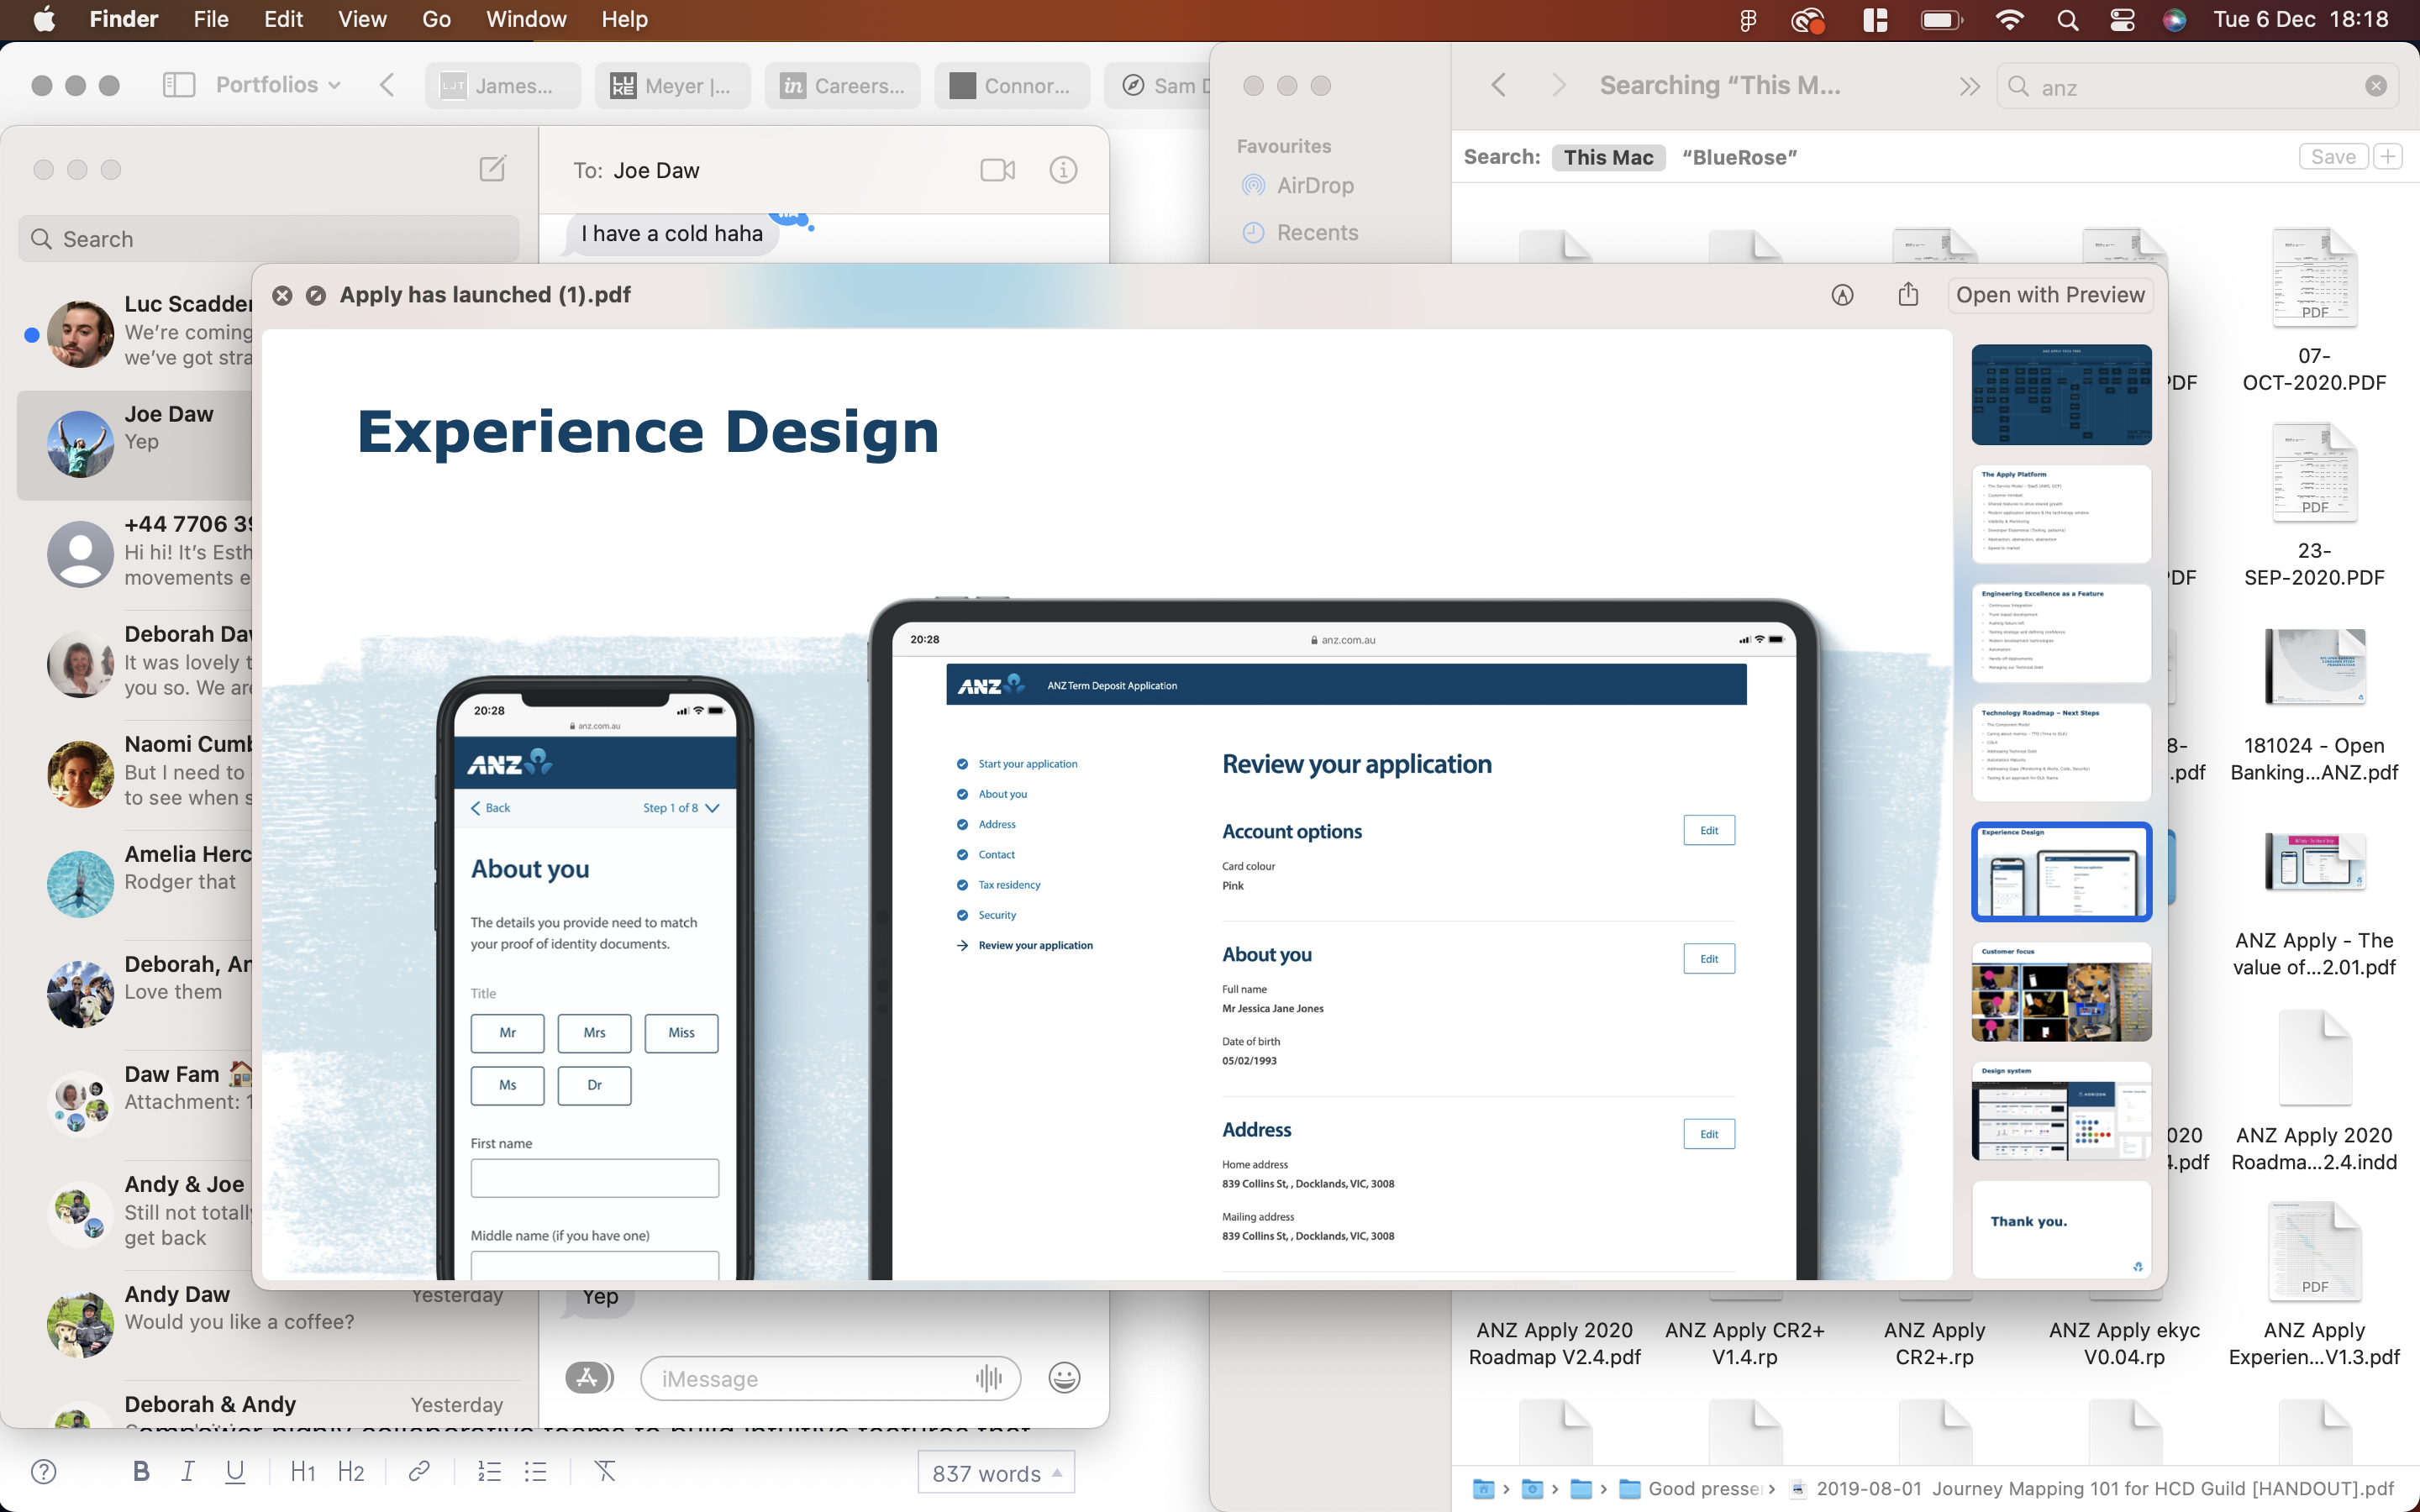 Finder File Edit View Go Window Help
Tue 6 Dec 18:18
Portfolios
James...
LUKE
Meyer |...
in
Careers...
Connor...
Sam D
To: Joe Daw
Search
I have a cold haha
Luc Scadden
We're coming
we've got stra
Joe Daw
Yep
+44 7706 39
Hi hi! It's Esth
movements e
Deborah Daw
It was lovely t
you so. We are
Naomi Cumb
But I need to
to see when s
Amelia Herc
Rodger that
Deborah, An
Love them
Daw Fam
Attachment: 1
Andy & Joe
Still not totally
get back
Andy Daw
Yesterday
Would you like a coffee?
Deborah & Andy
Yesterday
Yep
iMessage
B I U H1 H2
837 words
Searching “This M...
anz
Favourites
AirDrop
Recents
Search: This Mac “BlueRose”
Save
Apply has launched (1).pdf
Open with Preview
Experience Design
20:28
anz.com.au
ANZ
Back
Step 1 of 8
About you
The details you provide need to match
your proof of identity documents.
Title
Mr Mrs Miss
Ms Dr
First name
Middle name (if you have one)
20:28
anz.com.au
ANZ
ANZ Term Deposit Application
Start your application
About you
Address
Contact
Tax residency
Security
Review your application
Review your application
Account options
Edit
Card colour
Pink
About you
Edit
Full name
Mr Jessica Jane Jones
Date of birth
05/02/1993
Address
Edit
Home address
839 Collins St, , Docklands, VIC, 3008
Mailing address
839 Collins St, , Docklands, VIC, 3008
ANZ APPLY TECH TREE
The Apply Platform
Engineering Excellence as a Feature
Technology Roadmap – Next Steps
Experience Design
Customer focus
Design system
HORIZON
Thank you.
PDF
07-
OCT-2020.PDF
PDF
23-
SEP-2020.PDF
181024 - Open
Banking...ANZ.pdf
ANZ Apply - The
value of...2.01.pdf
ANZ Apply 2020
Roadma...2.4.indd
PDF
ANZ Apply 2020
Roadmap V2.4.pdf
ANZ Apply CR2+
V1.4.rp
ANZ Apply
CR2+.rp
ANZ Apply ekyc
V0.04.rp
ANZ Apply
Experien...V1.3.pdf
Good presse
2019-08-01 Journey Mapping 101 for HCD Guild [HANDOUT].pdf